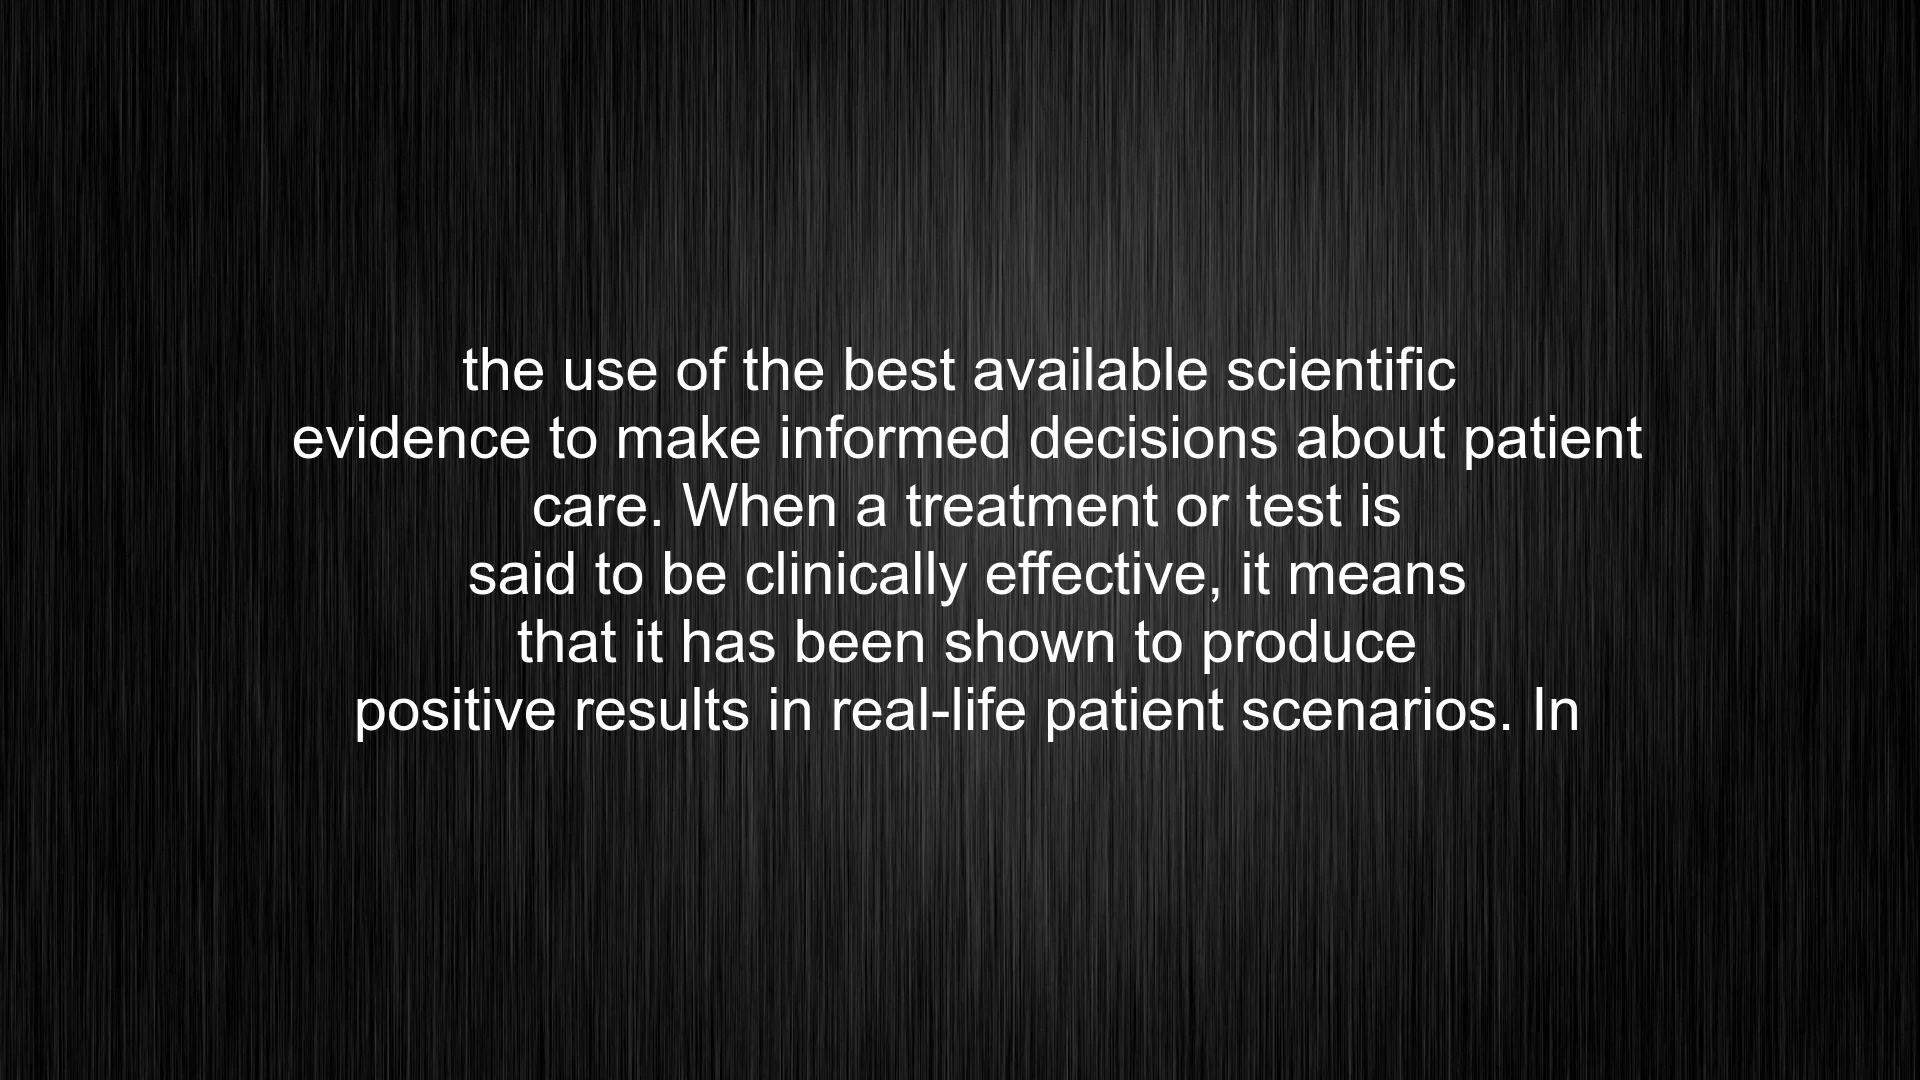 the use of the best available scientific
evidence to make informed decisions about patient
care. When a treatment or test is
said to be clinically effective, it means
that it has been shown to produce
positive results in real-life patient scenarios. In